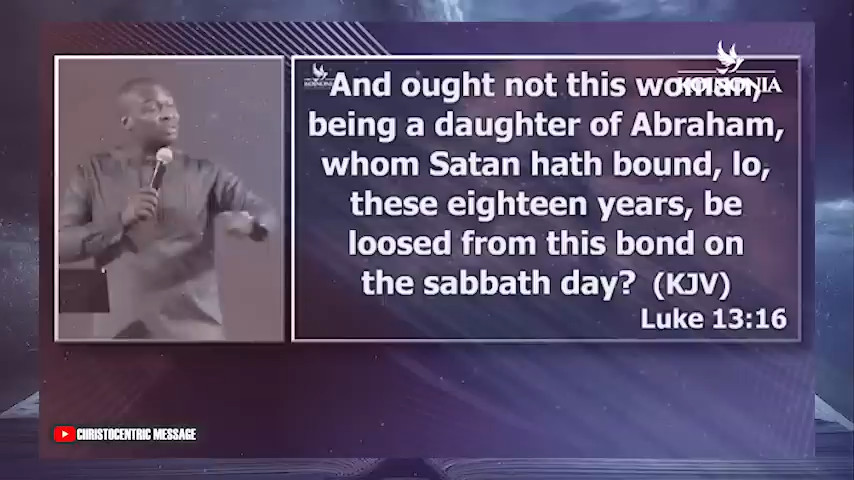 KOINONIA
And ought not this woman,
being a daughter of Abraham,
whom Satan hath bound, lo,
these eighteen years, be
loosed from this bond on
the sabbath day? (KJV)
Luke 13:16
CHRISTOCENTRIC MESSAGE